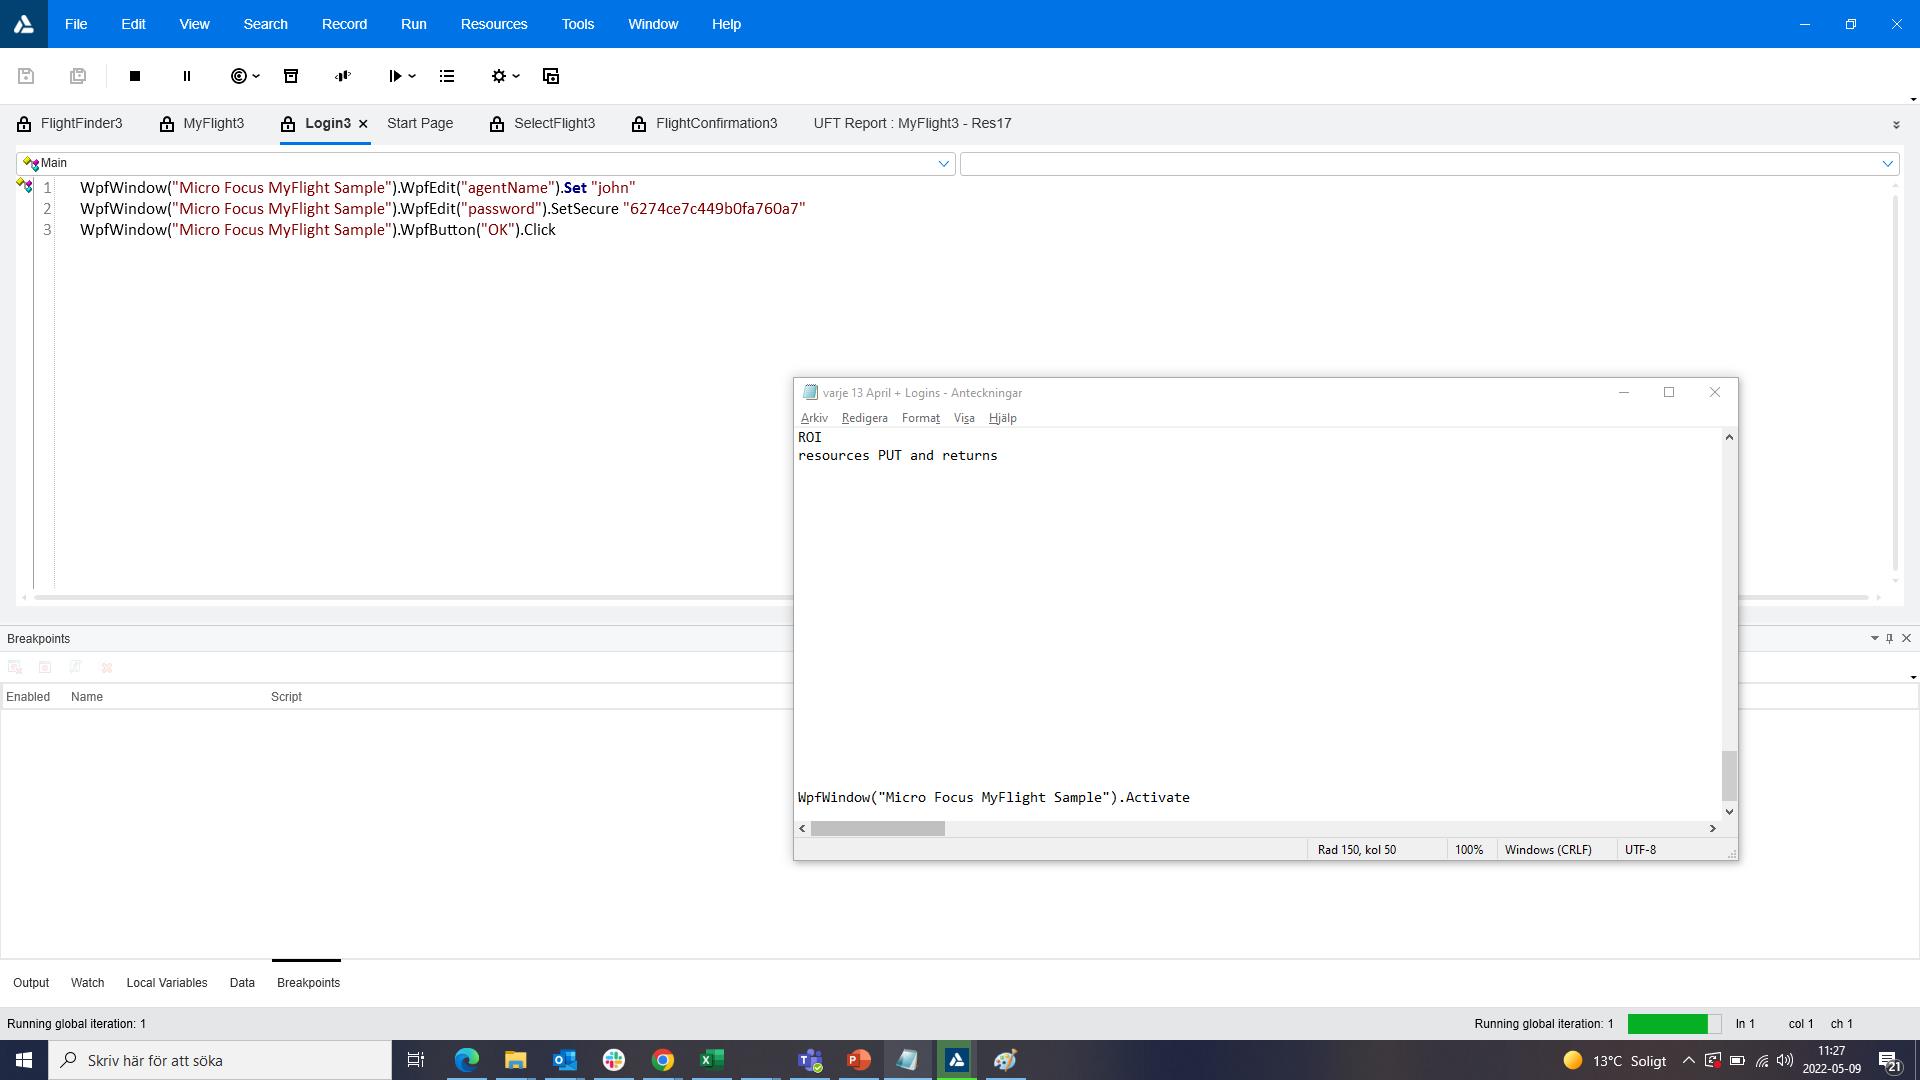 File Edit View Search Record Run Resources Tools Window Help
FlightFinder3 MyFlight3 Login3 Start Page SelectFlight3 FlightConfirmation3 UFT Report : MyFlight3 - Res17
Main
1 WpfWindow("Micro Focus MyFlight Sample").WpfEdit("agentName").Set "john"
2 WpfWindow("Micro Focus MyFlight Sample").WpfEdit("password").SetSecure "6274ce7c449b0fa760a7"
3 WpfWindow("Micro Focus MyFlight Sample").WpfButton("OK").Click
varje 13 April + Logins - Anteckningar
Arkiv Redigera Format Visa Hjälp
ROI
resources PUT and returns
WpfWindow("Micro Focus MyFlight Sample").Activate
Rad 150, kol 50 100% Windows (CRLF) UTF-8
Breakpoints
Enabled Name Script
Output Watch Local Variables Data Breakpoints
Running global iteration: 1 Running global iteration: 1 ln 1 col 1 ch 1
Skriv här för att söka 13°C Soligt 11:27
2022-05-09 21